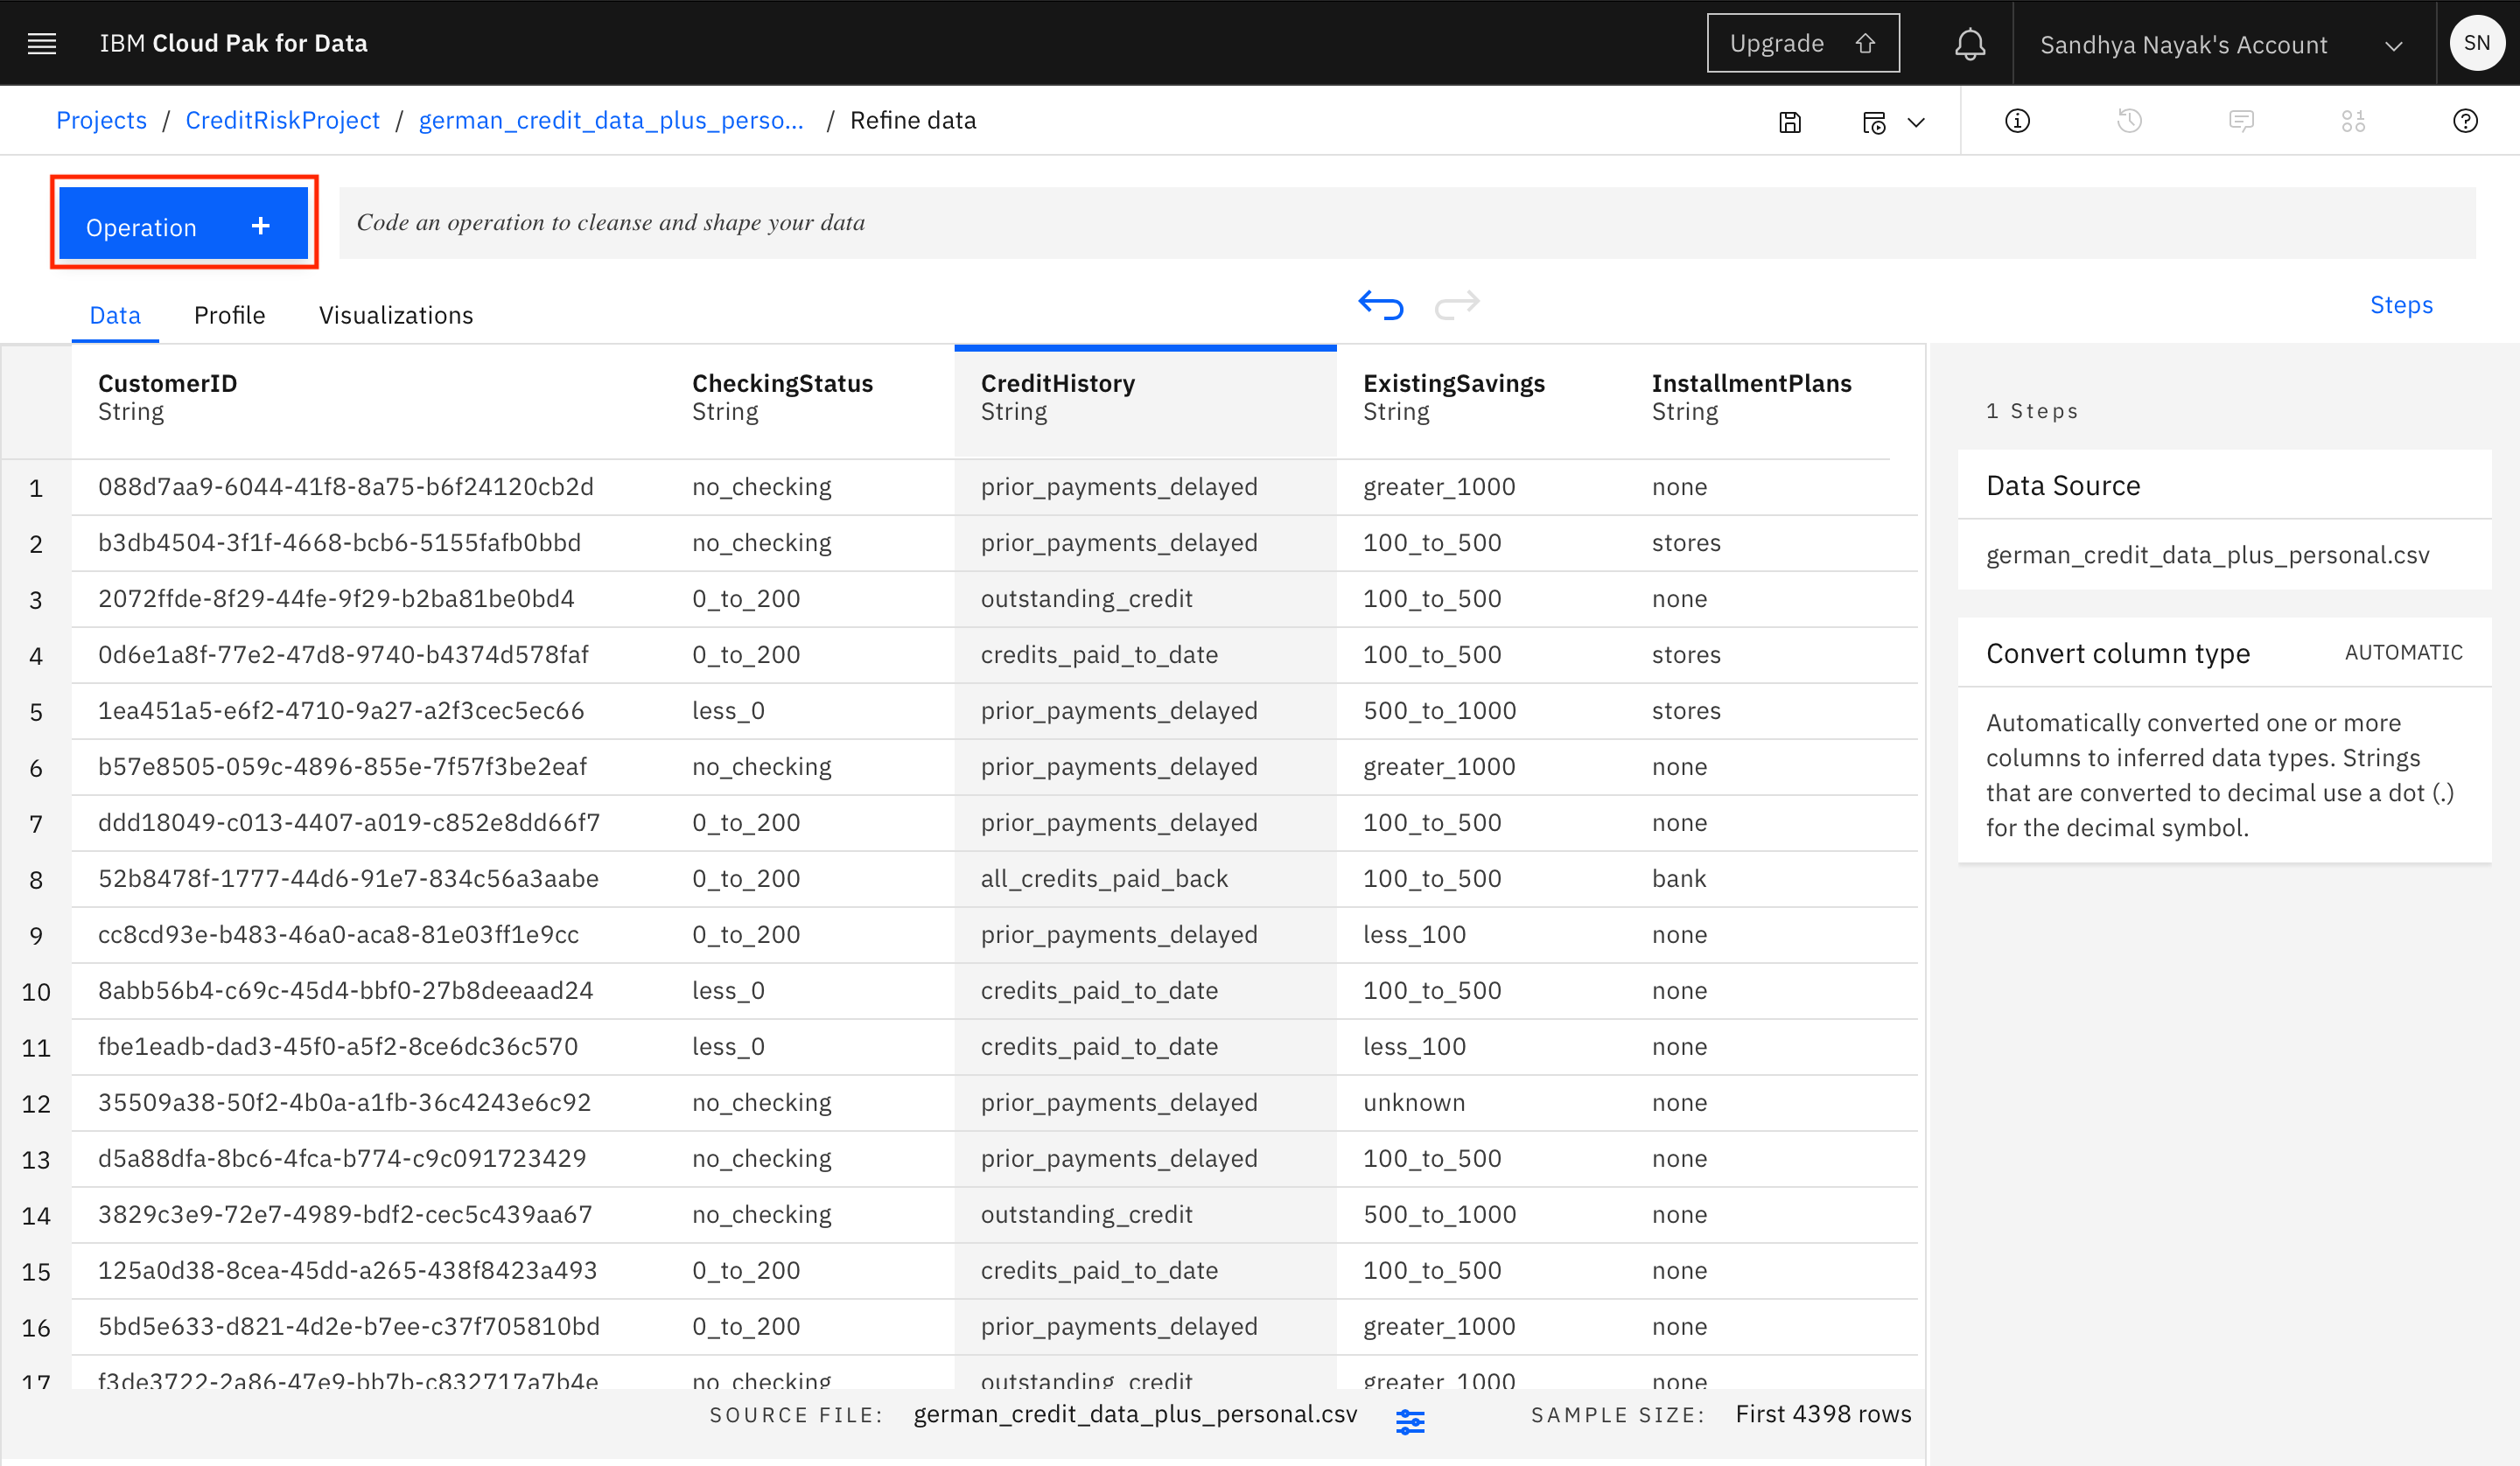 IBM Cloud Pak for Data
Upgrade
Sandhya Nayak's Account
SN
Projects / CreditRiskProject / german_credit_data_plus_perso... / Refine data
Operation +
Code an operation to cleanse and shape your data
Data Profile Visualizations
Steps
CustomerID CheckingStatus CreditHistory ExistingSavings InstallmentPlans
String String String String String
1 088d7aa9-6044-41f8-8a75-b6f24120cb2d no_checking prior_payments_delayed greater_1000 none
2 b3db4504-3f1f-4668-bcb6-5155fafb0bbd no_checking prior_payments_delayed 100_to_500 stores
3 2072ffde-8f29-44fe-9f29-b2ba81be0bd4 0_to_200 outstanding_credit 100_to_500 none
4 0d6e1a8f-77e2-47d8-9740-b4374d578faf 0_to_200 credits_paid_to_date 100_to_500 stores
5 1ea451a5-e6f2-4710-9a27-a2f3cec5ec66 less_0 prior_payments_delayed 500_to_1000 stores
6 b57e8505-059c-4896-855e-7f57f3be2eaf no_checking prior_payments_delayed greater_1000 none
7 ddd18049-c013-4407-a019-c852e8dd66f7 0_to_200 prior_payments_delayed 100_to_500 none
8 52b8478f-1777-44d6-91e7-834c56a3aabe 0_to_200 all_credits_paid_back 100_to_500 bank
9 cc8cd93e-b483-46a0-aca8-81e03ff1e9cc 0_to_200 prior_payments_delayed less_100 none
10 8abb56b4-c69c-45d4-bbf0-27b8deeaad24 less_0 credits_paid_to_date 100_to_500 none
11 fbe1eadb-dad3-45f0-a5f2-8ce6dc36c570 less_0 credits_paid_to_date less_100 none
12 35509a38-50f2-4b0a-a1fb-36c4243e6c92 no_checking prior_payments_delayed unknown none
13 d5a88dfa-8bc6-4fca-b774-c9c091723429 no_checking prior_payments_delayed 100_to_500 none
14 3829c3e9-72e7-4989-bdf2-cec5c439aa67 no_checking outstanding_credit 500_to_1000 none
15 125a0d38-8cea-45dd-a265-438f8423a493 0_to_200 credits_paid_to_date 100_to_500 none
16 5bd5e633-d821-4d2e-b7ee-c37f705810bd 0_to_200 prior_payments_delayed greater_1000 none
17 f3de3722-2a86-47e9-bb7b-c832717a7b4e no_checking outstanding_credit greater_1000 none
SOURCE FILE: german_credit_data_plus_personal.csv SAMPLE SIZE: First 4398 rows
1 Steps
Data Source
german_credit_data_plus_personal.csv
Convert column type AUTOMATIC
Automatically converted one or more
columns to inferred data types. Strings
that are converted to decimal use a dot (.)
for the decimal symbol.